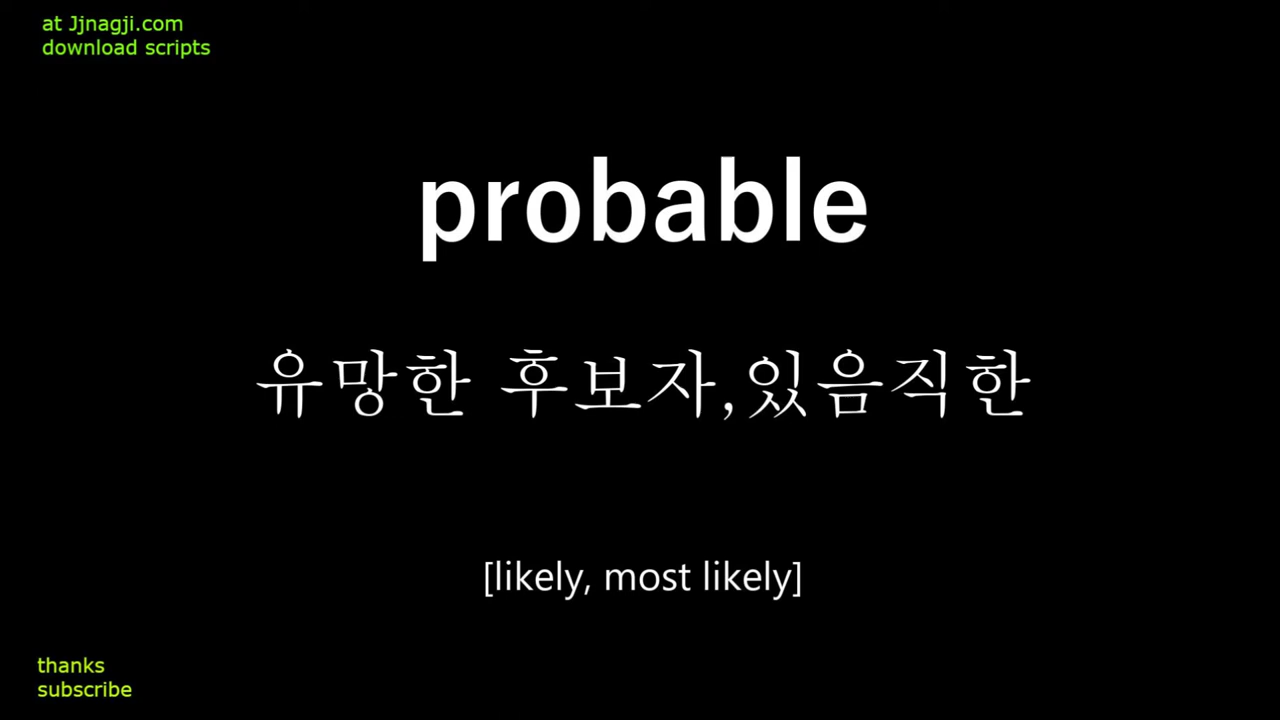 at Jjnagji.com
download scripts
probable
유망한 후보자,있음직한
[likely, most likely]
thanks
subscribe